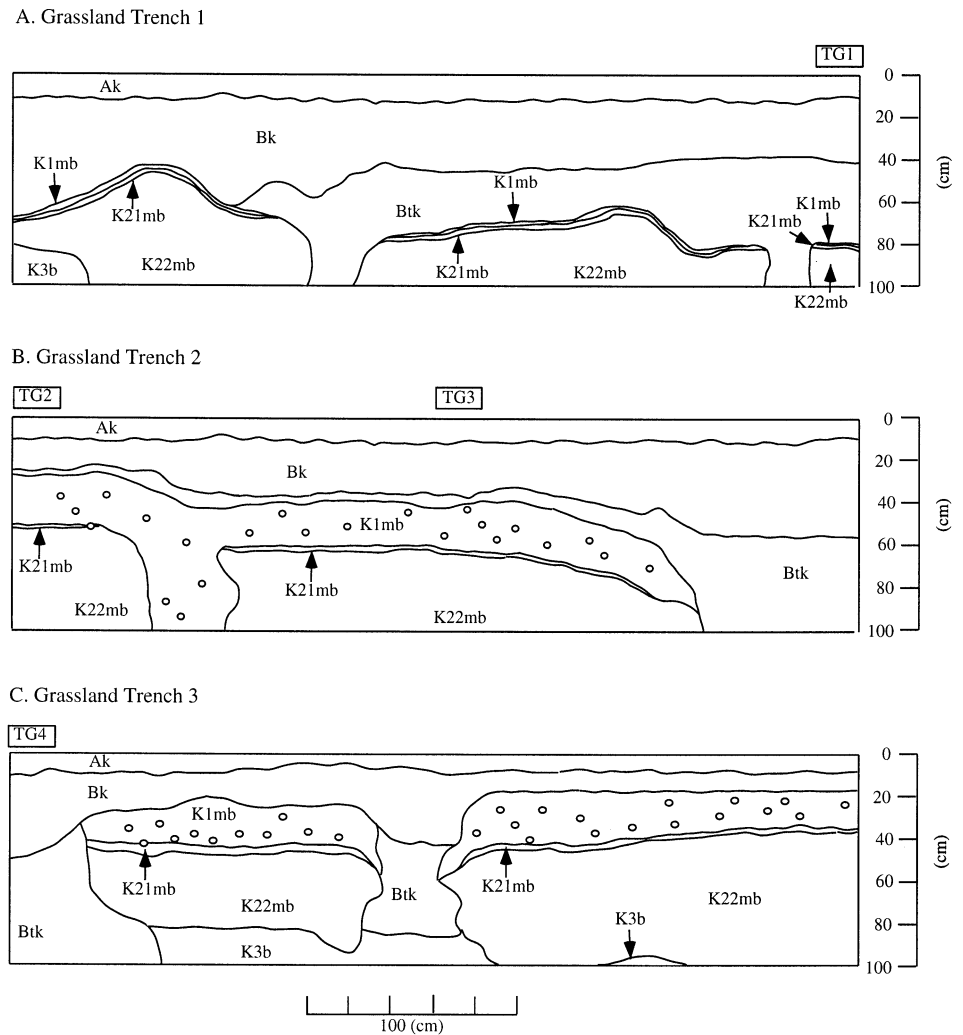 A. Grassland Trench 1
TG1
Ak
0
20
Bk
40
K1mb
(cm)
K1mb
K21mb
Btk
60
K1mb
K21mb
80
K3b
K22mb
K21mb
K22mb
100
K22mb
B. Grassland Trench 2
TG2
TG3
Ak
0
20
Bk
40
K1mb
(cm)
60
K21mb
Btk
K21mb
80
K22mb
K22mb
100
C. Grassland Trench 3
TG4
Ak
0
Bk
20
K1mb
40
(cm)
K21mb
K21mb
60
Btk
K22mb
K22mb
K3b
80
Btk
K3b
100
100 (cm)